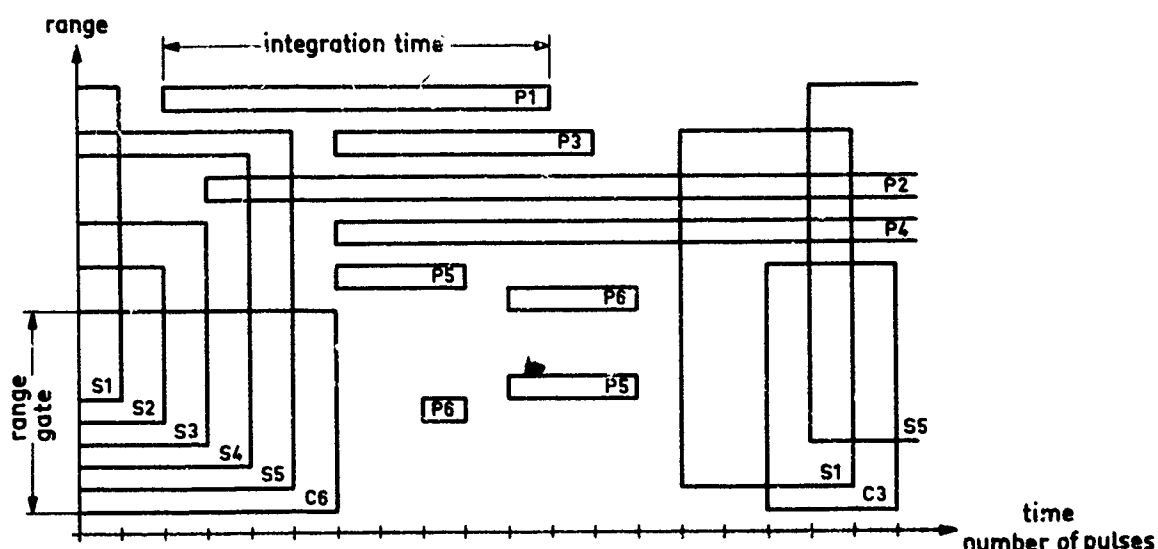 range
integration time
P1
P3
P2
P4
P5
P6
P5
P6
S1
S2
S3
S4
S5
C6
range
gate
S5
S1
C3
time
number of pulses